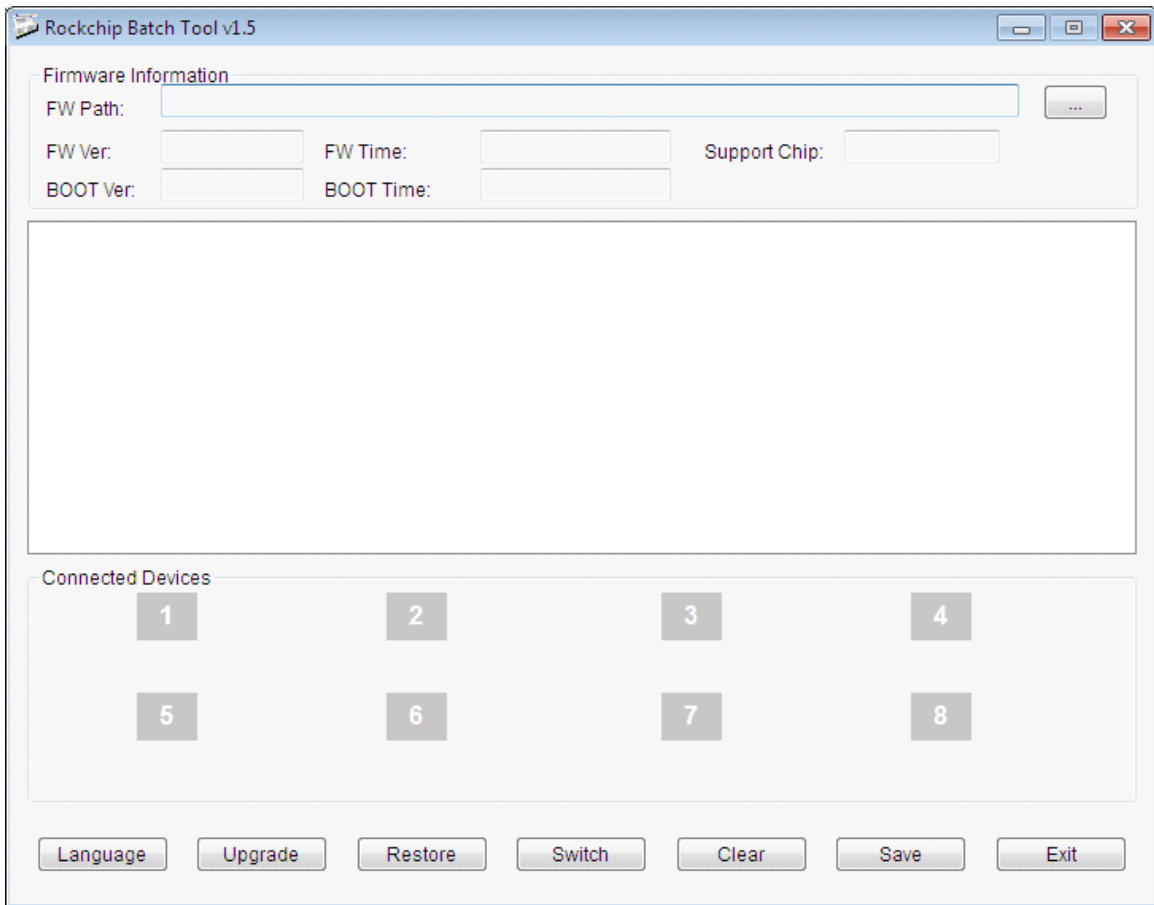 Rockchip Batch Tool v1.5
Firmware Information
FW Path: ...
FW Ver: FW Time: Support Chip:
BOOT Ver: BOOT Time:
Connected Devices
1 2 3 4
5 6 7 8
Language Upgrade Restore Switch Clear Save Exit